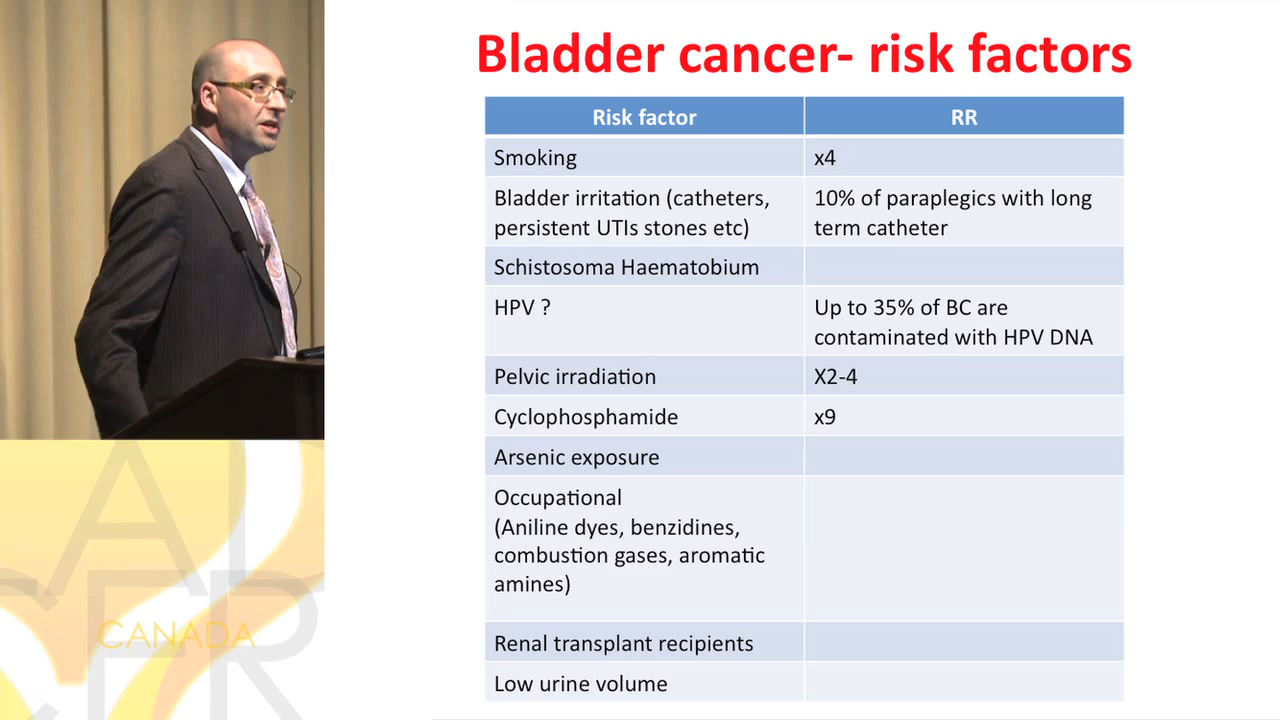 Bladder cancer- risk factors
Risk factor RR
Smoking x4
Bladder irritation (catheters, 10% of paraplegics with long
persistent UTIs stones etc) term catheter
Schistosoma Haematobium
HPV ? Up to 35% of BC are
contaminated with HPV DNA
Pelvic irradiation X2-4
Cyclophosphamide x9
Arsenic exposure
Occupational
(Aniline dyes, benzidines,
combustion gases, aromatic
amines)
Renal transplant recipients
Low urine volume
CANADA